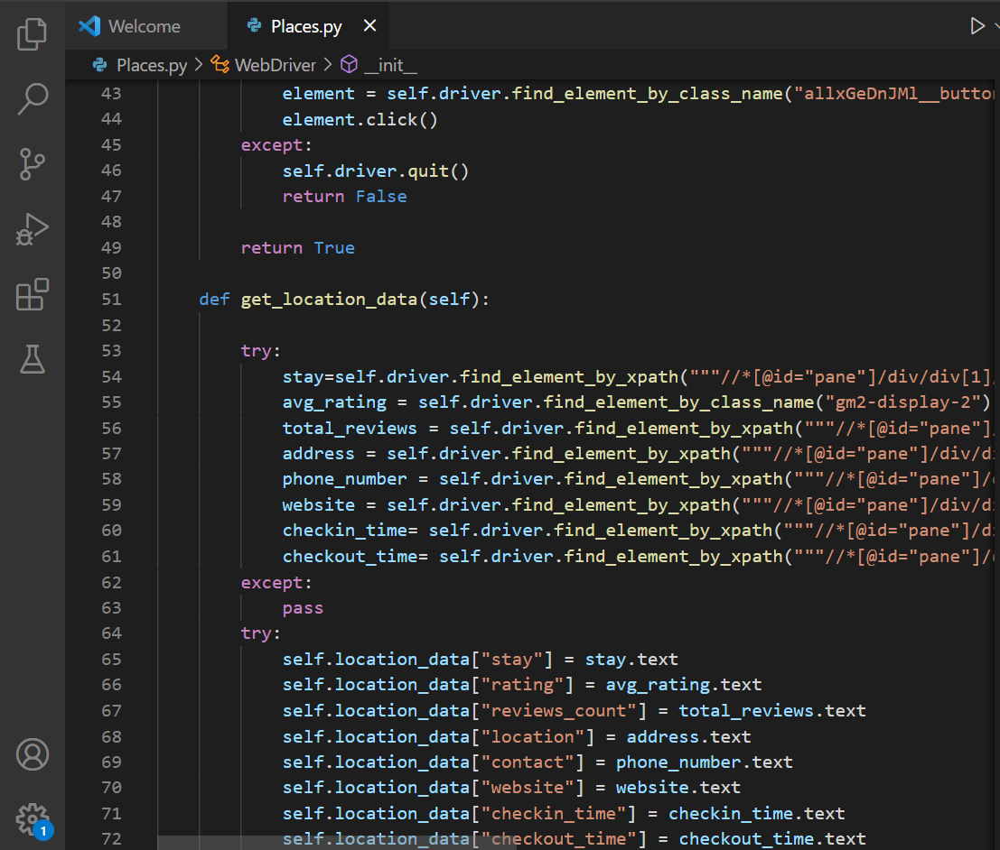 Welcome
Places.py
Places.py > WebDriver > __init__
43 element = self.driver.find_element_by_class_name("allxGeDnJMl__button
44 element.click()
45 except:
46 self.driver.quit()
47 return False
48
49 return True
50
51 def get_location_data(self):
52
53 try:
54 stay=self.driver.find_element_by_xpath("""//*[@id="pane"]/div/div[1]/
55 avg_rating = self.driver.find_element_by_class_name("gm2-display-2")
56 total_reviews = self.driver.find_element_by_xpath("""//*[@id="pane"]/
57 address = self.driver.find_element_by_xpath("""//*[@id="pane"]/div/di
58 phone_number = self.driver.find_element_by_xpath("""//*[@id="pane"]/d
59 website = self.driver.find_element_by_xpath("""//*[@id="pane"]/div/di
60 checkin_time= self.driver.find_element_by_xpath("""//*[@id="pane"]/di
61 checkout_time= self.driver.find_element_by_xpath("""//*[@id="pane"]/d
62 except:
63 pass
64 try:
65 self.location_data["stay"] = stay.text
66 self.location_data["rating"] = avg_rating.text
67 self.location_data["reviews_count"] = total_reviews.text
68 self.location_data["location"] = address.text
69 self.location_data["contact"] = phone_number.text
70 self.location_data["website"] = website.text
71 self.location_data["checkin_time"] = checkin_time.text
72 self.location_data["checkout_time"] = checkout_time.text
1